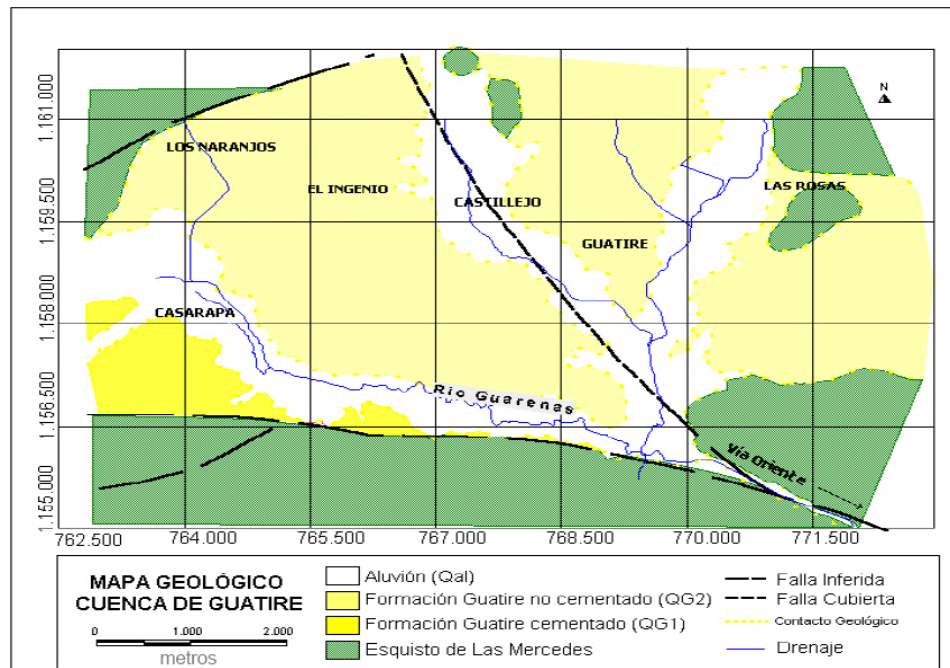 N
1.161.000
LOS NARANJOS
EL INGENIO
LAS ROSAS
CASTILLEJO
1.159.500
GUATIRE
CASARAPA
1.158.000
Río Guarenas
1.156.500
Vía Oriente
1.155.000
762.500 764.000 765.500 767.000 768.500 770.000 771.500
MAPA GEOLÓGICO
CUENCA DE GUATIRE
0 1.000 2.000
metros
Aluvión (Qal)
Formación Guatire no cementado (QG2)
Formación Guatire cementado (QG1)
Esquisto de Las Mercedes
Falla Inferida
Falla Cubierta
Contacto Geológico
Drenaje